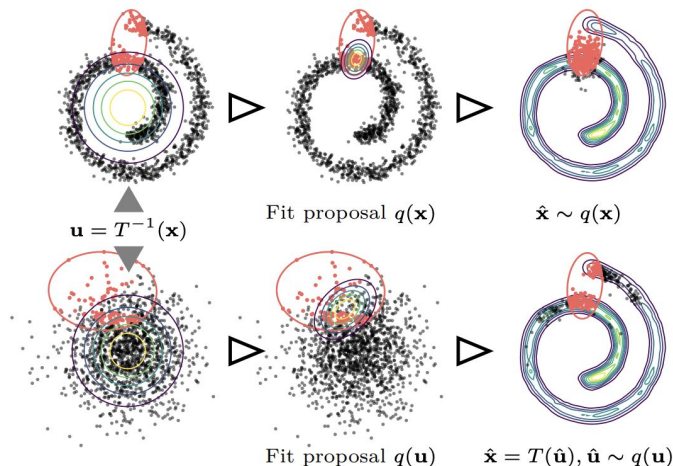 Fit proposal q(x)
x̂ ∼ q(x)
u = T⁻¹(x)
Fit proposal q(u)
x̂ = T(û), û ∼ q(u)